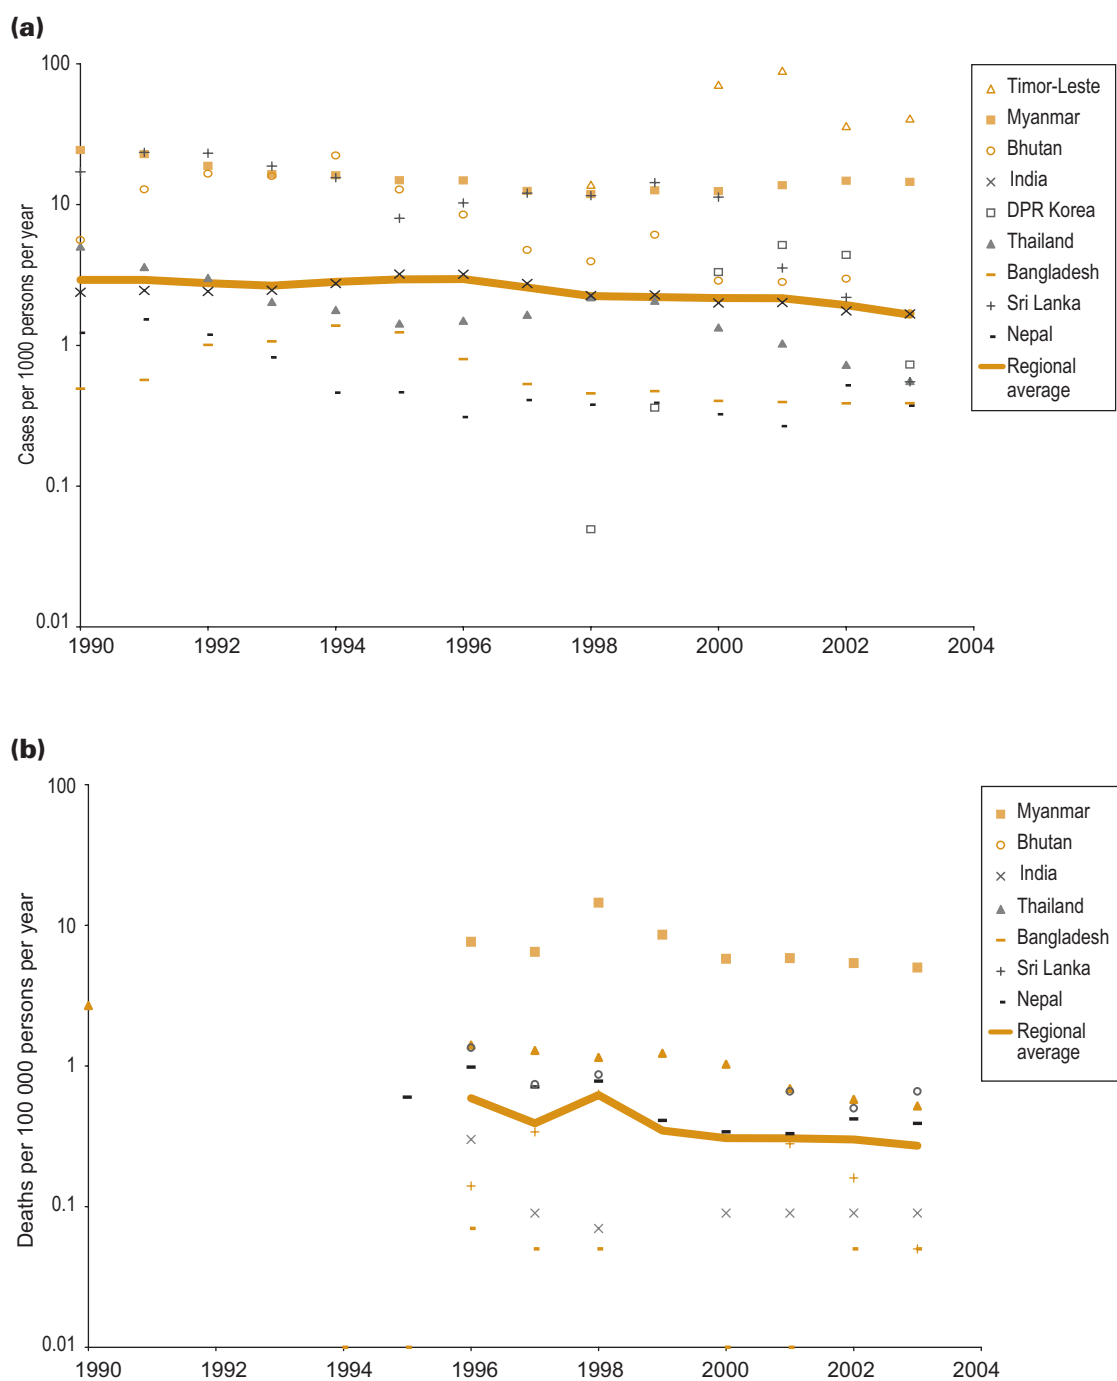 (a)
Cases per 1000 persons per year
100
10
1
0.1
0.01
1990
1992
1994
1996
1998
2000
2002
2004
Timor-Leste
Myanmar
Bhutan
India
DPR Korea
Thailand
Bangladesh
Sri Lanka
Nepal
Regional
average
(b)
Deaths per 100 000 persons per year
100
10
1
0.1
0.01
1990
1992
1994
1996
1998
2000
2002
2004
Myanmar
Bhutan
India
Thailand
Bangladesh
Sri Lanka
Nepal
Regional
average